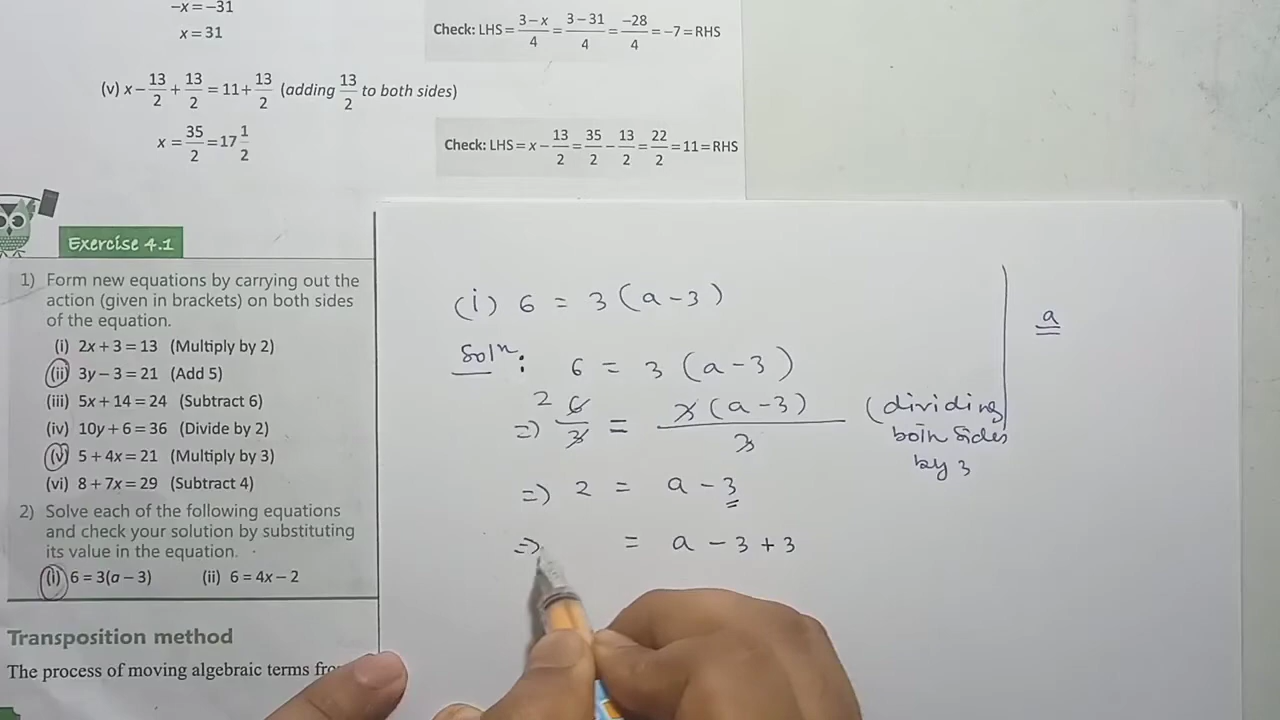 -x=-31
x=31
Check: LHS = 3-x/4 = 3-31/4 = -28/4 = -7 = RHS
(v) x - 13/2 + 13/2 = 11 + 13/2 (adding 13/2 to both sides)
x = 35/2 = 17 1/2
Check: LHS = x - 13/2 = 35/2 - 13/2 = 22/2 = 11 = RHS
Exercise 4.1
1) Form new equations by carrying out the
action (given in brackets) on both sides
of the equation.
(i) 2x + 3 = 13 (Multiply by 2)
(ii) 3y - 3 = 21 (Add 5)
(iii) 5x + 14 = 24 (Subtract 6)
(iv) 10y + 6 = 36 (Divide by 2)
(v) 5 + 4x = 21 (Multiply by 3)
(vi) 8 + 7x = 29 (Subtract 4)
2) Solve each of the following equations
and check your solution by substituting
its value in the equation.
(i) 6 = 3(a - 3) (ii) 6 = 4x - 2
Transposition method
The process of moving algebraic terms
(i) 6 = 3 (a - 3)
Soln: 6 = 3 (a - 3)
=> 2 6/3 = 3(a - 3)/3 (dividing
both sides
by 3
=> 2 = a - 3
=> = a - 3 + 3
a